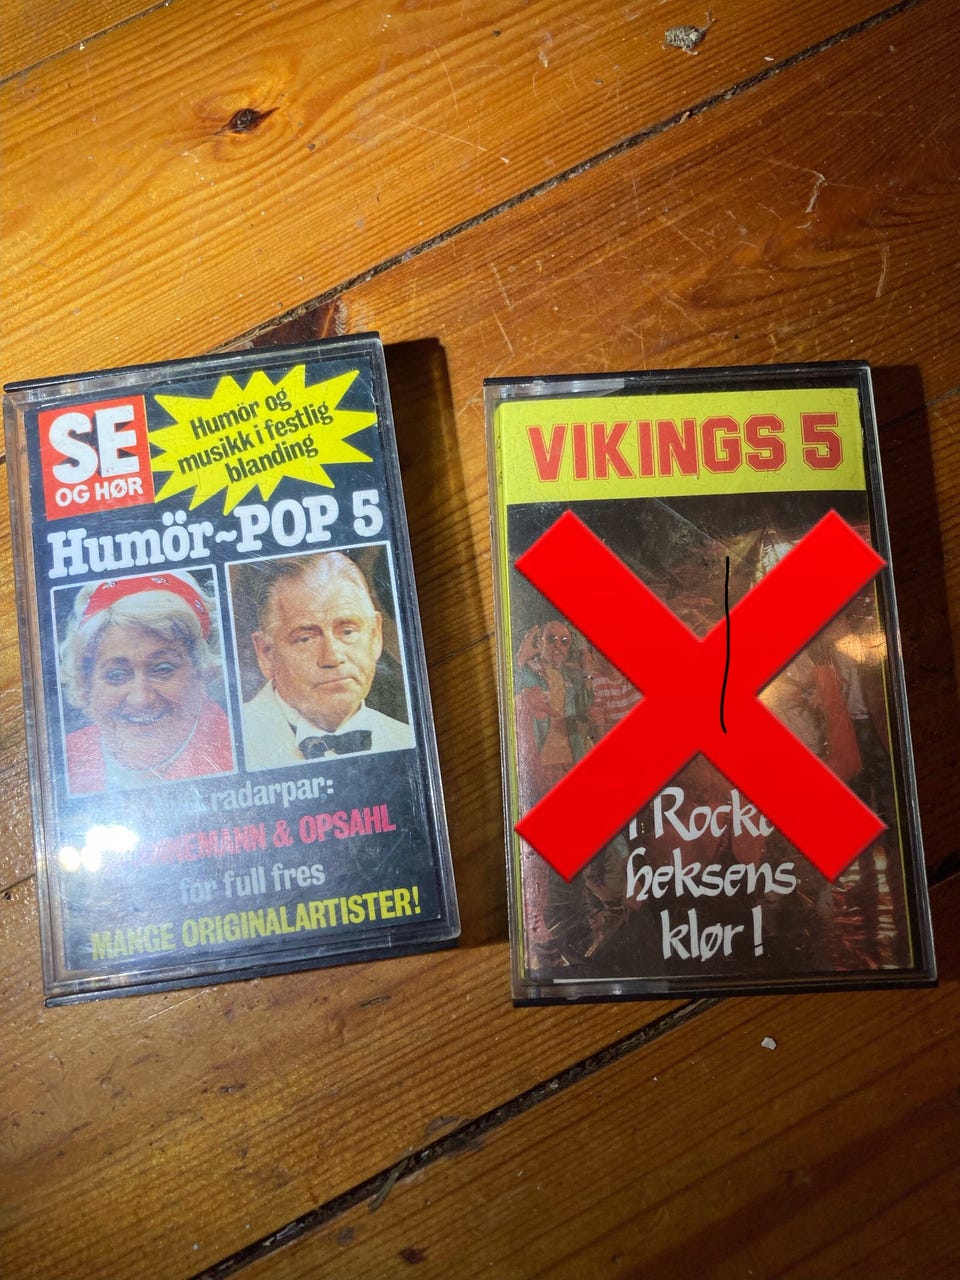 SE
OG HØR
Humör og
musikk i festlig
blanding
Humör~POP 5
radarpar:
& OPSAHL
for full fres
MANGE ORIGINALARTISTER!
VIKINGS 5
i Rocke
heksens
klør!